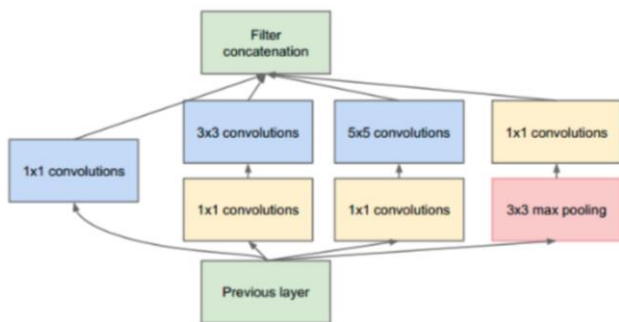 Filter
concatenation
3x3 convolutions
5x5 convolutions
1x1 convolutions
1x1 convolutions
1x1 convolutions
1x1 convolutions
3x3 max pooling
Previous layer